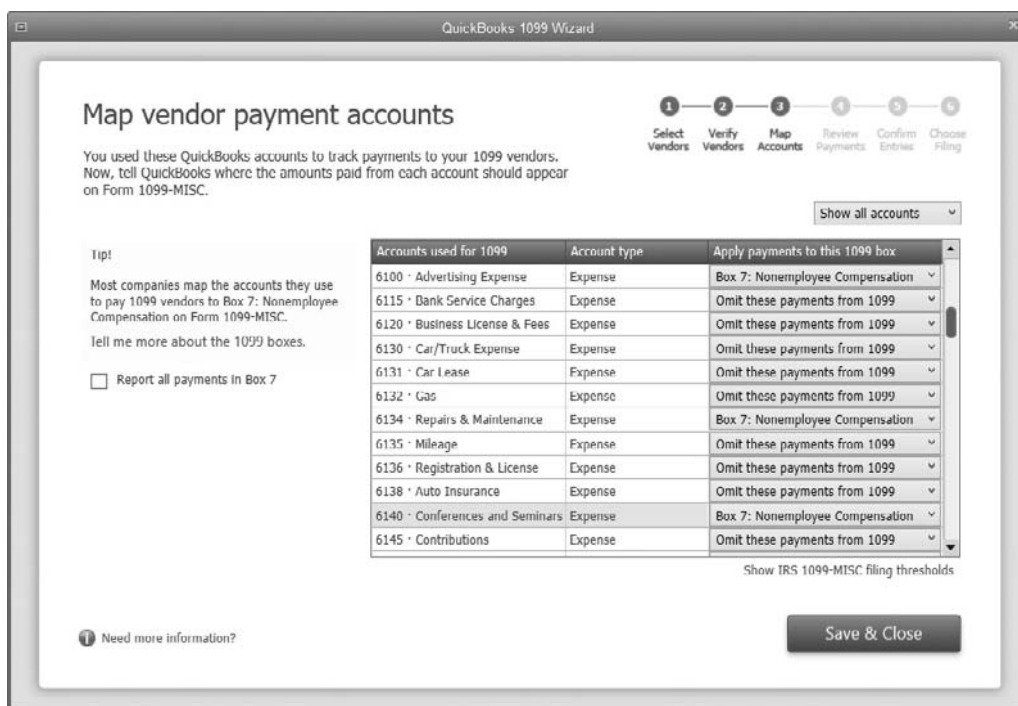 QuickBooks 1099 Wizard
Map vendor payment accounts
1 2 3 4 5 6
Select Vendors Verify Vendors Map Accounts Review Payments Confirm Entries Choose Filing
You used these QuickBooks accounts to track payments to your 1099 vendors.
Now, tell QuickBooks where the amounts paid from each account should appear
on Form 1099-MISC.
Show all accounts
Tip!
Most companies map the accounts they use
to pay 1099 vendors to Box 7: Nonemployee
Compensation on Form 1099-MISC.
Tell me more about the 1099 boxes.
Report all payments in Box 7
Accounts used for 1099 Account type Apply payments to this 1099 box
6100 · Advertising Expense Expense Box 7: Nonemployee Compensation
6115 · Bank Service Charges Expense Omit these payments from 1099
6120 · Business License & Fees Expense Omit these payments from 1099
6130 · Car/Truck Expense Expense Omit these payments from 1099
6131 · Car Lease Expense Omit these payments from 1099
6132 · Gas Expense Omit these payments from 1099
6134 · Repairs & Maintenance Expense Box 7: Nonemployee Compensation
6135 · Mileage Expense Omit these payments from 1099
6136 · Registration & License Expense Omit these payments from 1099
6138 · Auto Insurance Expense Omit these payments from 1099
6140 · Conferences and Seminars Expense Box 7: Nonemployee Compensation
6145 · Contributions Expense Omit these payments from 1099
Show IRS 1099-MISC filing thresholds
Need more information?
Save & Close